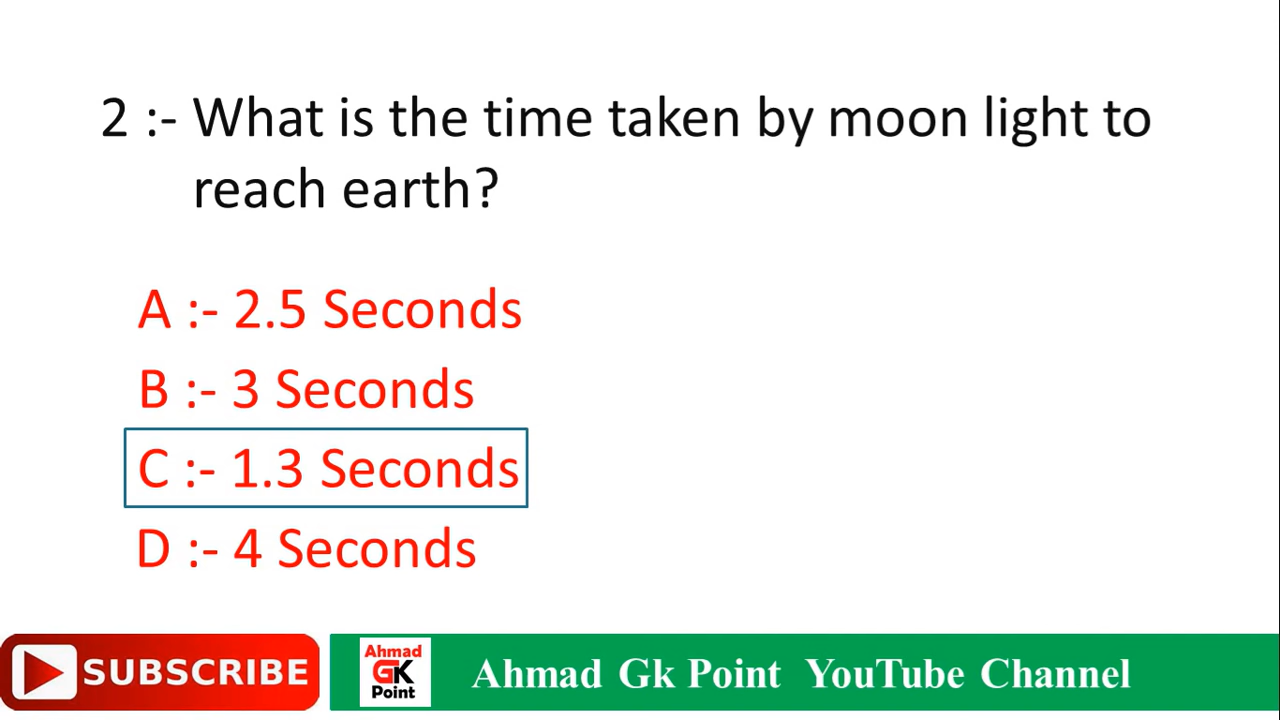 2 :- What is the time taken by moon light to
reach earth?
A :- 2.5 Seconds
B :- 3 Seconds
C :- 1.3 Seconds
D :- 4 Seconds
SUBSCRIBE
Ahmad
GK
Point
Ahmad Gk Point YouTube Channel